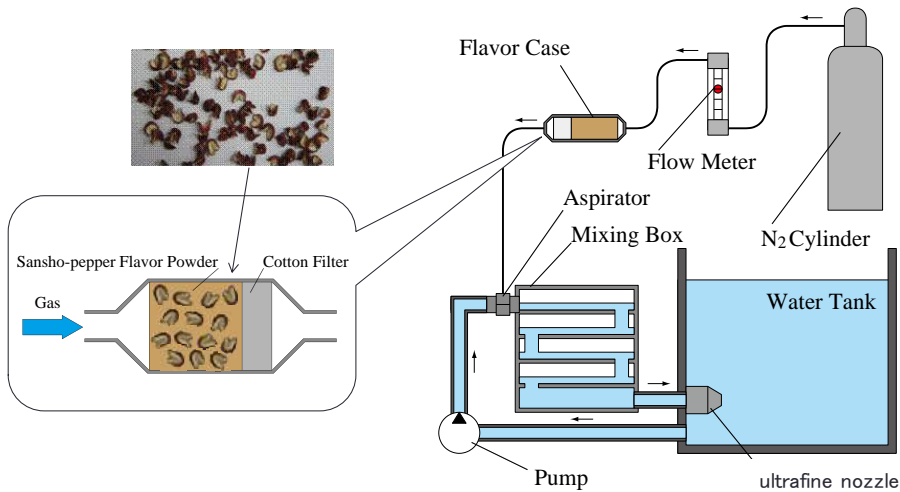 Flavor Case
Flow Meter
N2 Cylinder
Aspirator
Mixing Box
Sansho-pepper Flavor Powder
Cotton Filter
Gas
Water Tank
Pump
ultrafine nozzle